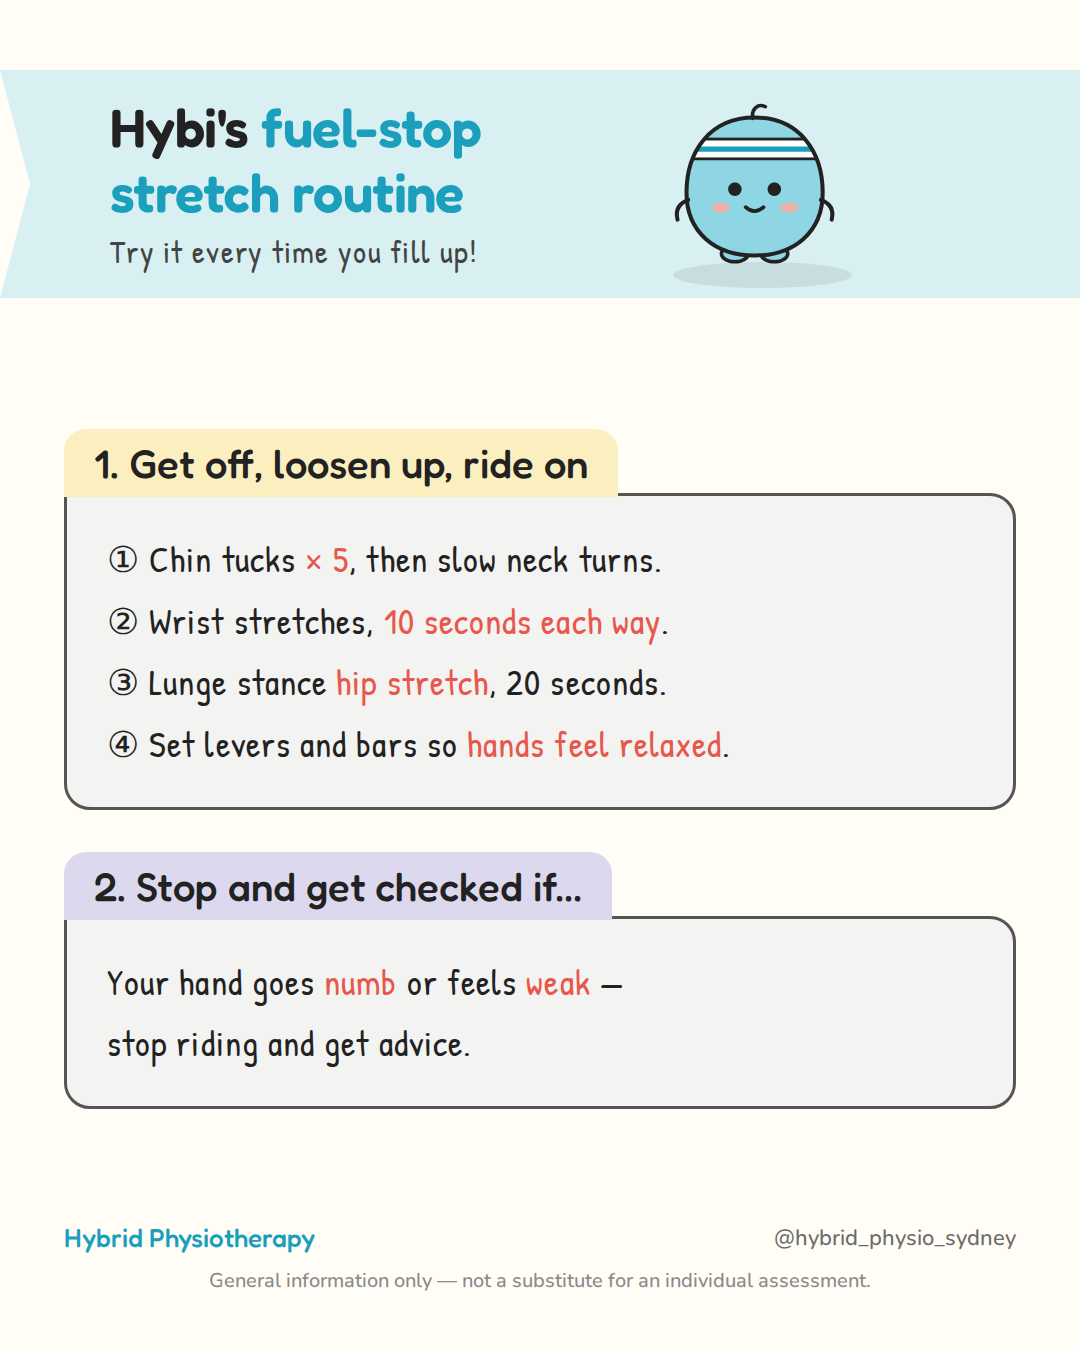 Hybi's fuel-stop
stretch routine
Try it every time you fill up!
1. Get off, loosen up, ride on
① Chin tucks × 5, then slow neck turns.
② Wrist stretches, 10 seconds each way.
③ Lunge stance hip stretch, 20 seconds.
④ Set levers and bars so hands feel relaxed.
2. Stop and get checked if...
Your hand goes numb or feels weak —
stop riding and get advice.
Hybrid Physiotherapy
@hybrid_physio_sydney
General information only — not a substitute for an individual assessment.